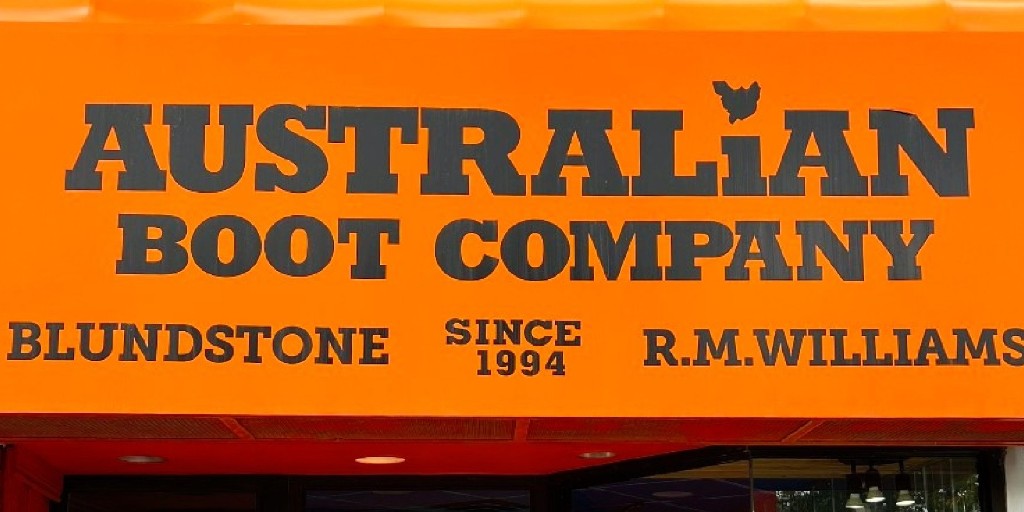 AUSTRALiAN
BOOT COMPANY
BLUNDSTONE
SINCE
1994
R.M.WILLIAMS